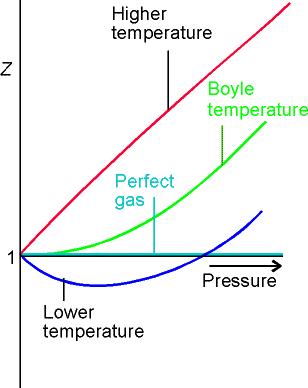 Higher
temperature
Z
Boyle
temperature
Perfect
gas
1
Pressure
Lower
temperature